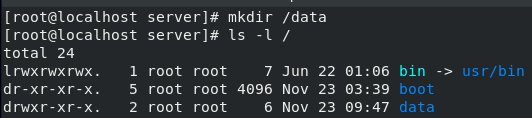 [root@localhost server]# mkdir /data
[root@localhost server]# ls -l /
total 24
lrwxrwxrwx.   1 root root    7 Jun 22 01:06 bin -> usr/bin
dr-xr-xr-x.   5 root root 4096 Nov 23 03:39 boot
drwxr-xr-x.   2 root root    6 Nov 23 09:47 data